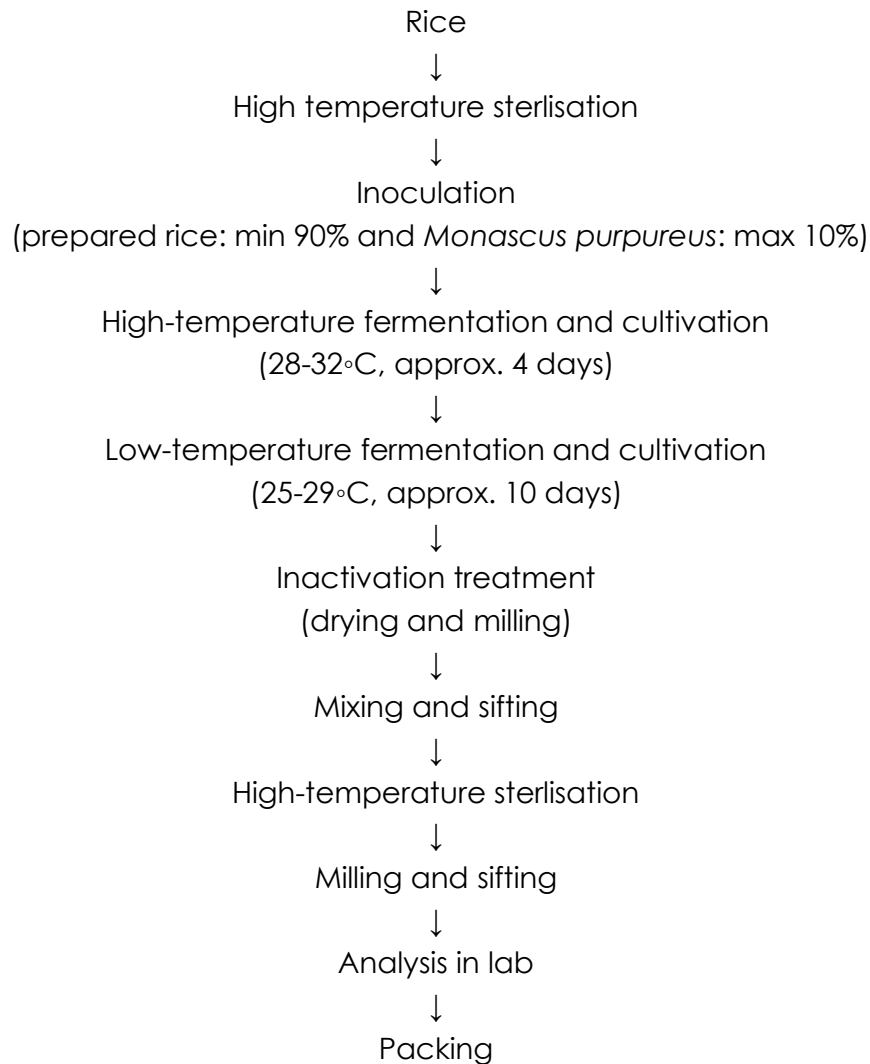 Rice
↓
High temperature sterlisation
↓
Inoculation
(prepared rice: min 90% and Monascus purpureus: max 10%)
↓
High-temperature fermentation and cultivation
(28-32◦C, approx. 4 days)
↓
Low-temperature fermentation and cultivation
(25-29◦C, approx. 10 days)
↓
Inactivation treatment
(drying and milling)
↓
Mixing and sifting
↓
High-temperature sterlisation
↓
Milling and sifting
↓
Analysis in lab
↓
Packing